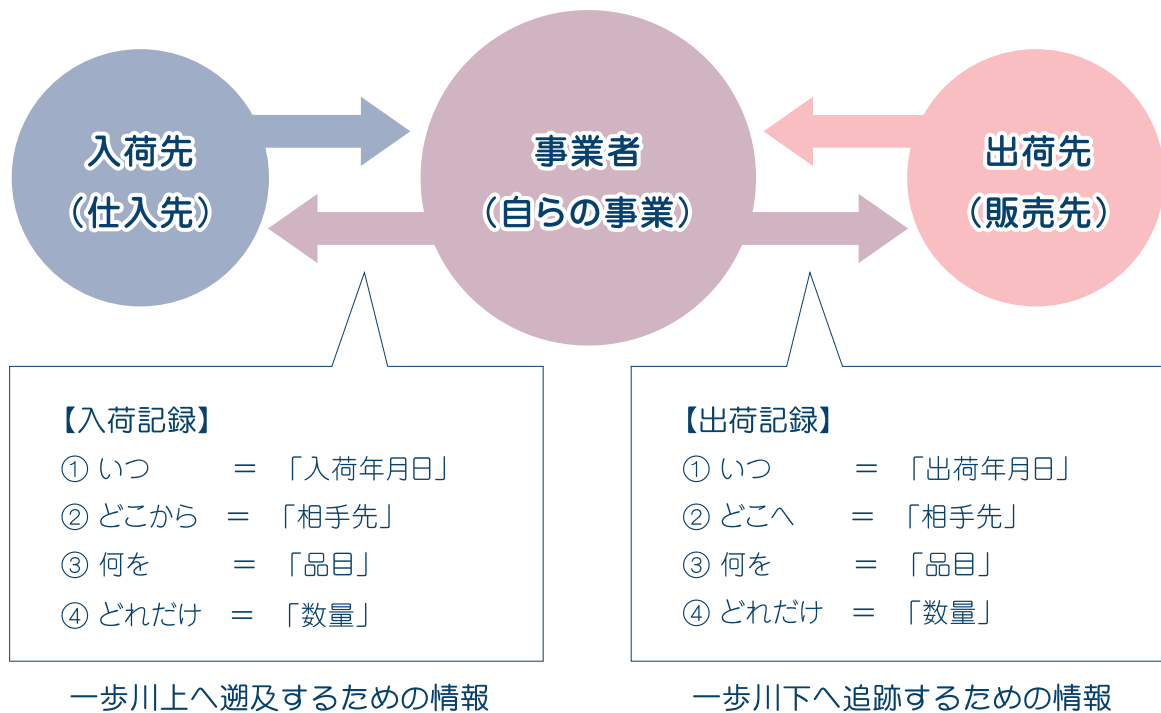 入荷先
（仕入先）
事業者
（自らの事業）
出荷先
（販売先）
【入荷記録】
① いつ ＝ 「入荷年月日」
② どこから ＝ 「相手先」
③ 何を ＝ 「品目」
④ どれだけ ＝ 「数量」
一歩川上へ遡及するための情報
【出荷記録】
① いつ ＝ 「出荷年月日」
② どこへ ＝ 「相手先」
③ 何を ＝ 「品目」
④ どれだけ ＝ 「数量」
一歩川下へ追跡するための情報